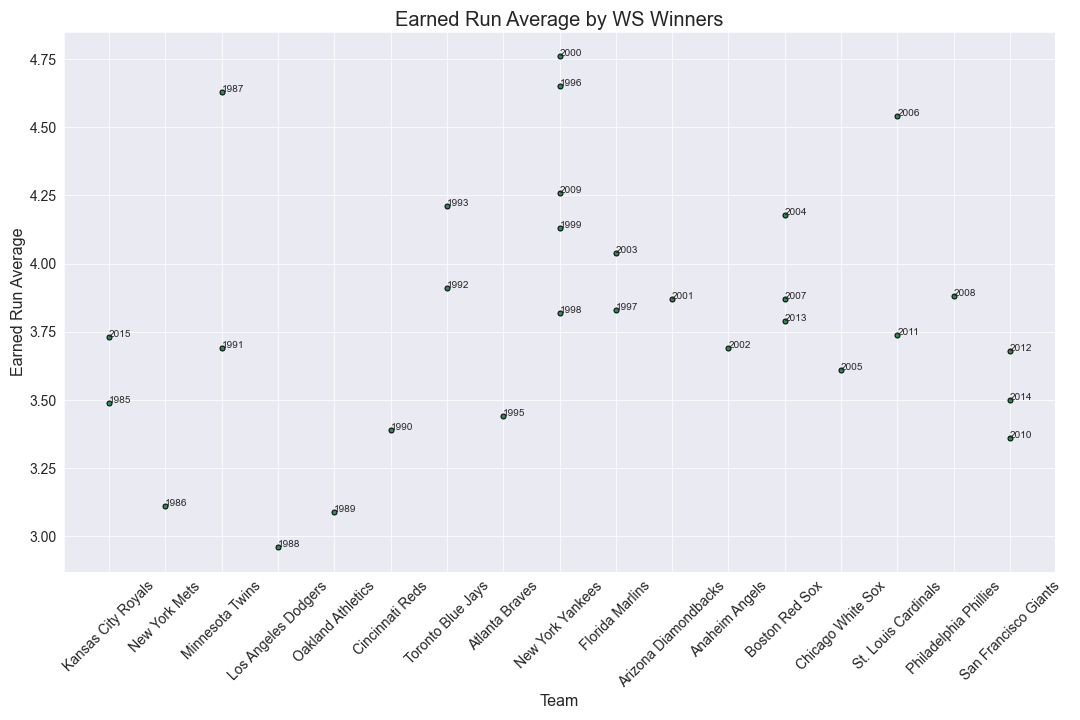 Earned Run Average by WS Winners
4.75
4.50
4.25
4.00
3.75
3.50
3.25
3.00
Earned Run Average
2000
1996
1987
2006
2009
1993
2004
1999
2003
1992
2008
2001
2007
1997
1998
2013
2011
2015
1991
2002
2012
2005
2014
1985
1995
2010
1990
1986
1989
1988
Kansas City Royals
New York Mets
Minnesota Twins
Los Angeles Dodgers
Oakland Athletics
Cincinnati Reds
Toronto Blue Jays
Atlanta Braves
New York Yankees
Florida Marlins
Arizona Diamondbacks
Anaheim Angels
Boston Red Sox
Chicago White Sox
St. Louis Cardinals
Philadelphia Phillies
San Francisco Giants
Team